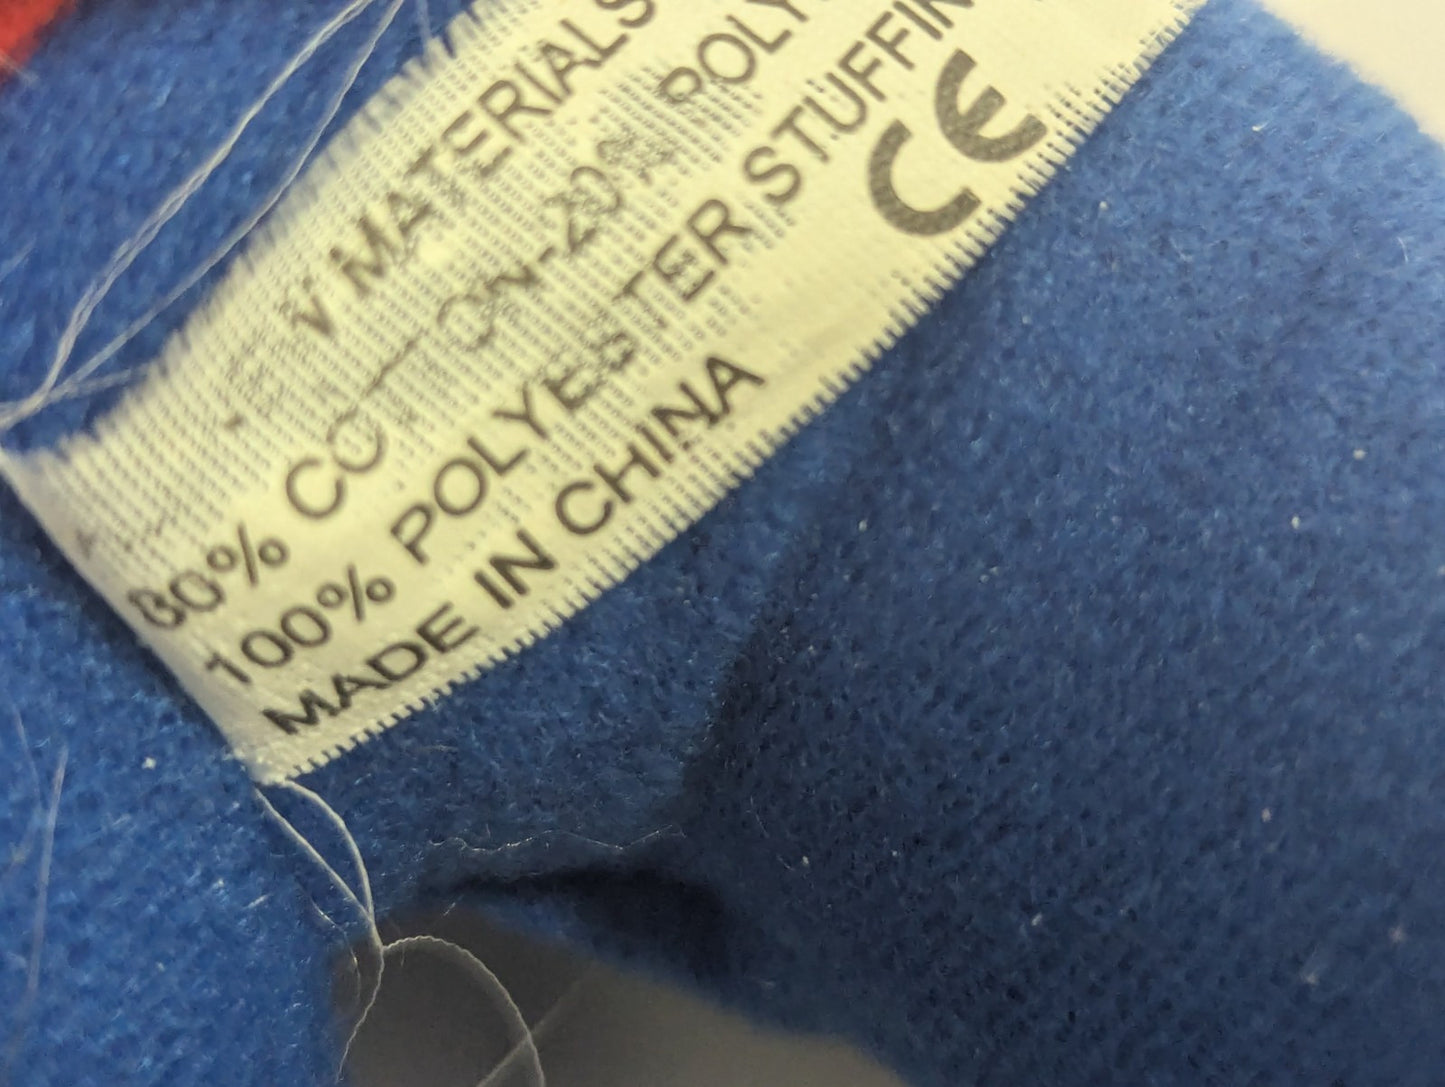 MATERIALS
80% COTTON-20% POLY
100% POLYESTER STUFFIN
CE
MADE IN CHINA